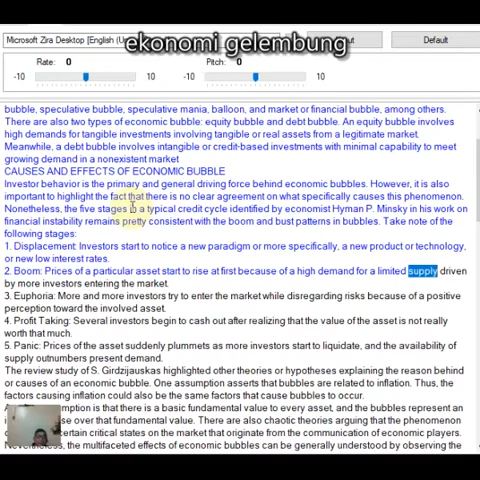 ekonomi gelembung
Microsoft Zira Desktop [English (Un
Default
Rate: 0
Pitch: 0
-10 10 -10 10
bubble, speculative bubble, speculative mania, balloon, and market or financial bubble, among others.
There are also two types of economic bubble: equity bubble and debt bubble. An equity bubble involves
high demands for tangible investments involving tangible or real assets from a legitimate market.
Meanwhile, a debt bubble involves intangible or credit-based investments with minimal capability to meet
growing demand in a nonexistent market
CAUSES AND EFFECTS OF ECONOMIC BUBBLE
Investor behavior is the primary and general driving force behind economic bubbles. However, it is also
important to highlight the fact that there is no clear agreement on what specifically causes this phenomenon.
Nonetheless, the five stages in a typical credit cycle identified by economist Hyman P. Minsky in his work on
financial instability remains pretty consistent with the boom and bust patterns in bubbles. Take note of the
following stages:
1. Displacement: Investors start to notice a new paradigm or more specifically, a new product or technology,
or new low interest rates.
2. Boom: Prices of a particular asset start to rise at first because of a high demand for a limited supply driven
by more investors entering the market.
3. Euphoria: More and more investors try to enter the market while disregarding risks because of a positive
perception toward the involved asset.
4. Profit Taking: Several investors begin to cash out after realizing that the value of the asset is not really
worth that much.
5. Panic: Prices of the asset suddenly plummets as more investors start to liquidate, and the availability of
supply outnumbers present demand.
The review study of S. Girdzijauskas highlighted other theories or hypotheses explaining the reason behind
or causes of an economic bubble. One assumption asserts that bubbles are related to inflation. Thus, the
factors causing inflation could also be the same factors that cause bubbles to occur.
assumption is that there is a basic fundamental value to every asset, and the bubbles represent an
over that fundamental value. There are also chaotic theories arguing that the phenomenon
certain critical states on the market that originate from the communication of economic players.
Nevertheless, the multifaceted effects of economic bubbles can be generally understood by observing the